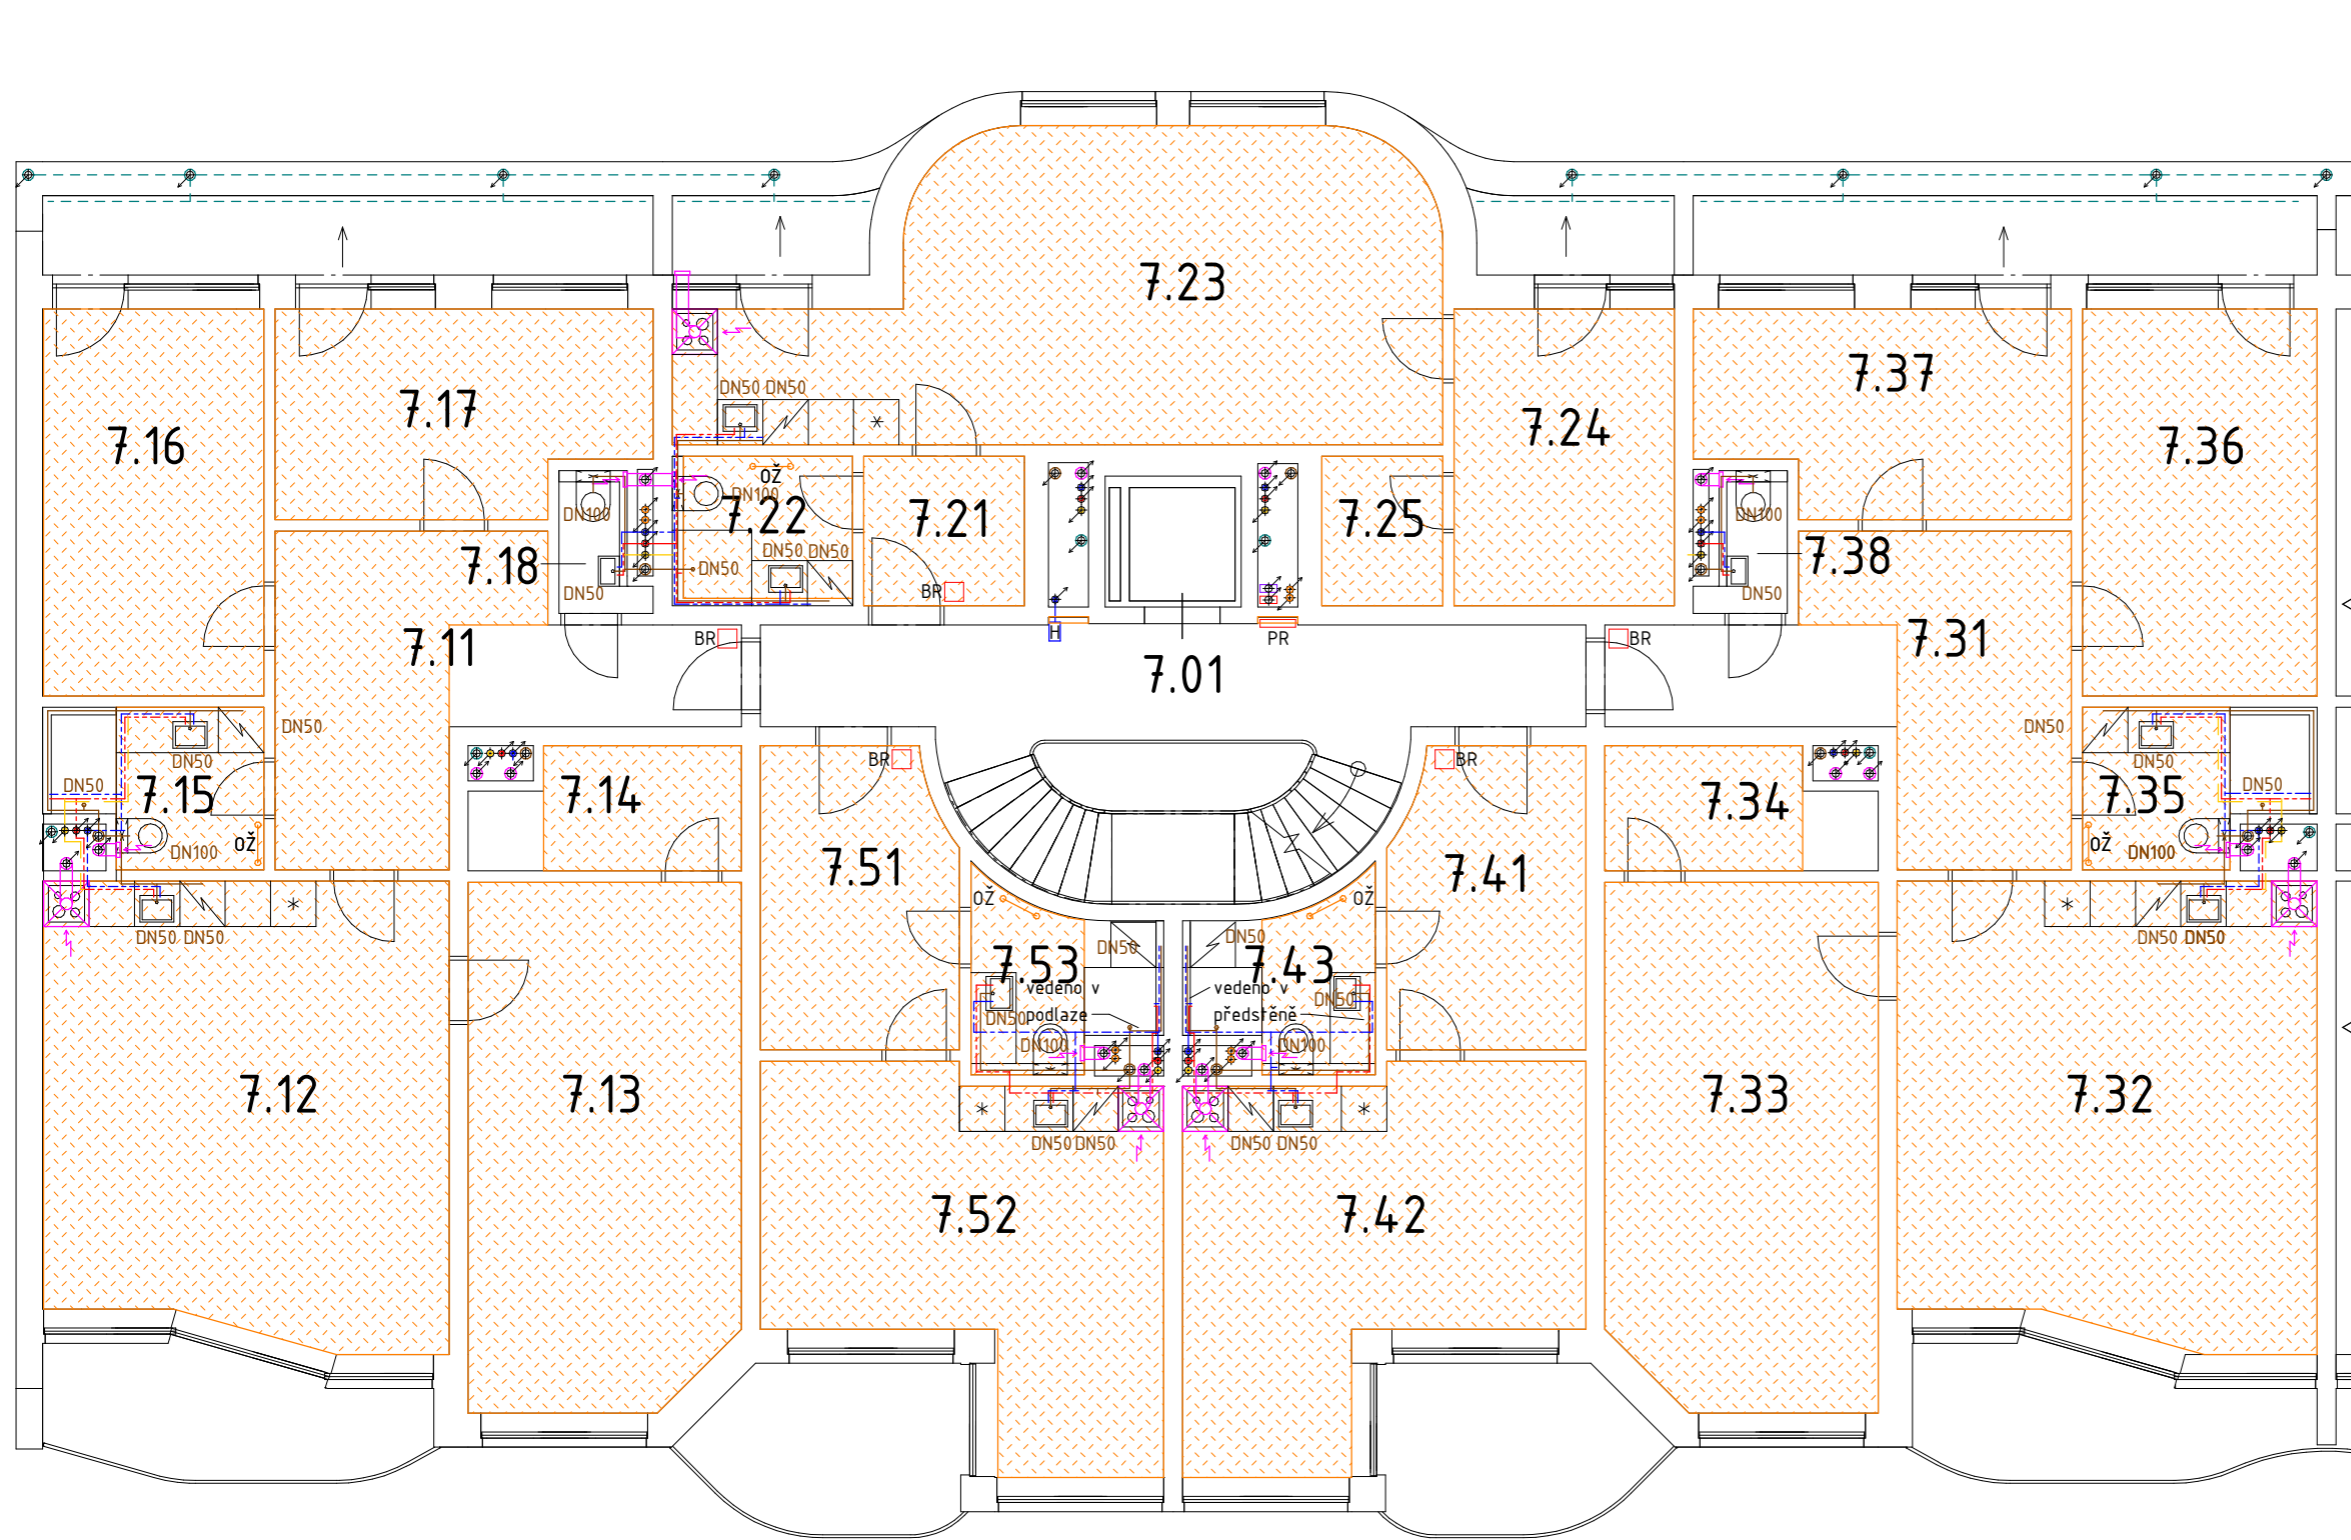 7.23
7.37
7.17
DN50 DN50
7.24
7.16
7.36
OŽ
DN100
7.22
7.21
7.25
DN100
DN100
7.18
DN50 DN50
DN50
7.38
DN50
BR
DN50
7.11
BR
H
PR
BR
7.31
7.01
DN50
DN50
BR
BR
DN50
DN50
DN50
DN50
7.15
7.14
7.34
7.35
OŽ
DN100
7.51
7.41
OŽ
DN100
OŽ
OŽ
DN50 DN50
DN50
DN50
DN50 DN50
7.53
7.43
vedeno v
vedeno v
DN50
DN50
podlaze
předstěně
DN100
DN100
7.12
7.13
7.33
7.32
DN50 DN50
DN50 DN50
7.52
7.42